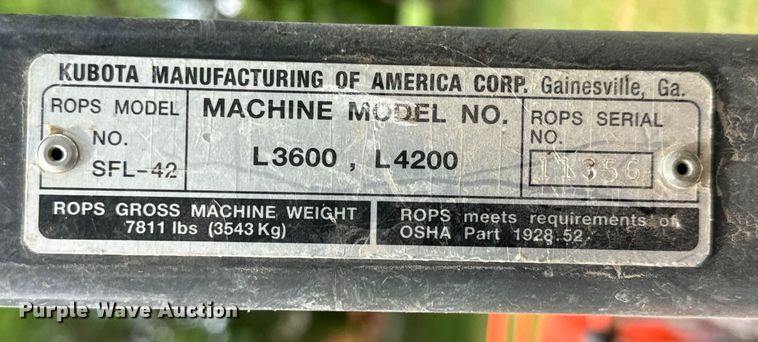 KUBOTA MANUFACTURING OF AMERICA CORP. Gainesville, Ga.
ROPS MODEL NO. SFL-42
MACHINE MODEL NO.
L3600 , L4200
ROPS SERIAL NO.
11356
ROPS GROSS MACHINE WEIGHT
7811 lbs (3543 Kg)
ROPS meets requirements of
OSHA Part 1928.52
Purple Wave Auction